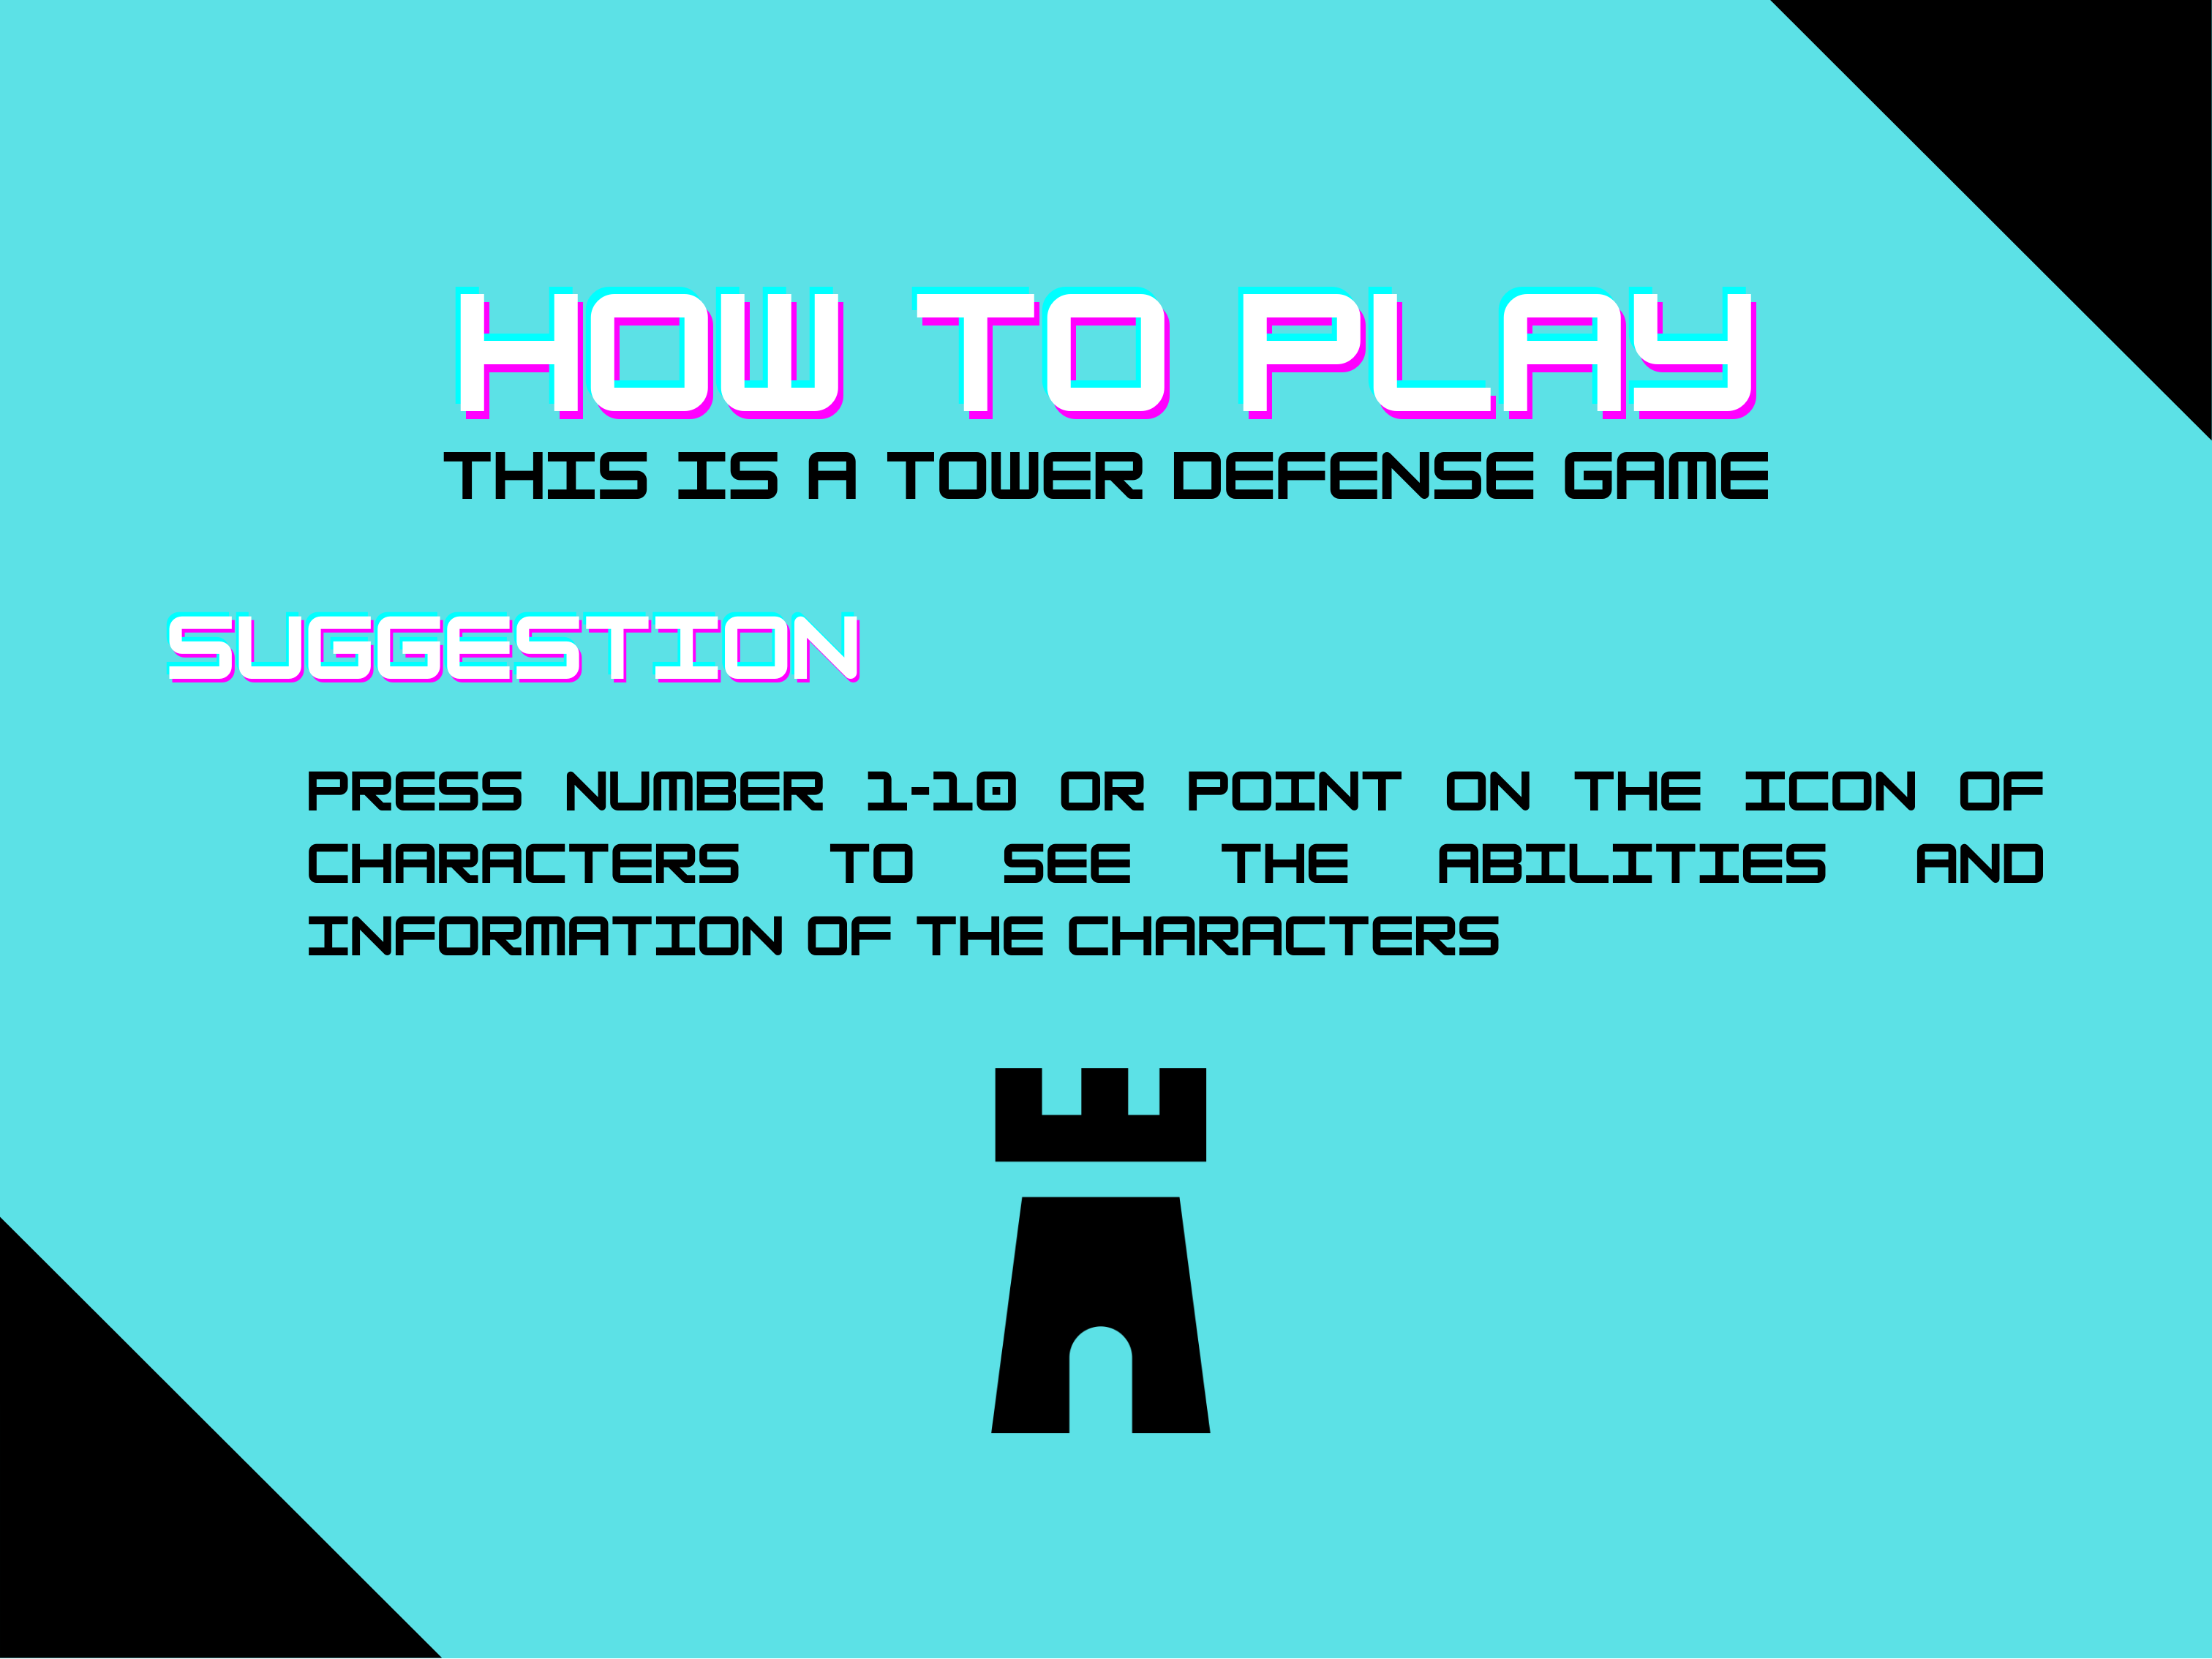 HOW TO PLAY
THIS IS A TOWER DEFENSE GAME
SUGGESTION
PRESS NUMBER 1-10 OR POINT ON THE ICON OF
CHARACTERS TO SEE THE ABILITIES AND
INFORMATION OF THE CHARACTERS